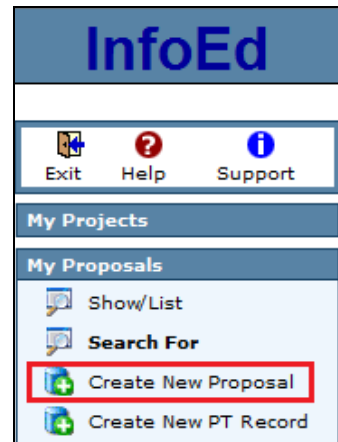 InfoEd
Exit Help Support
My Projects
My Proposals
Show/List
Search For
Create New Proposal
Create New PT Record